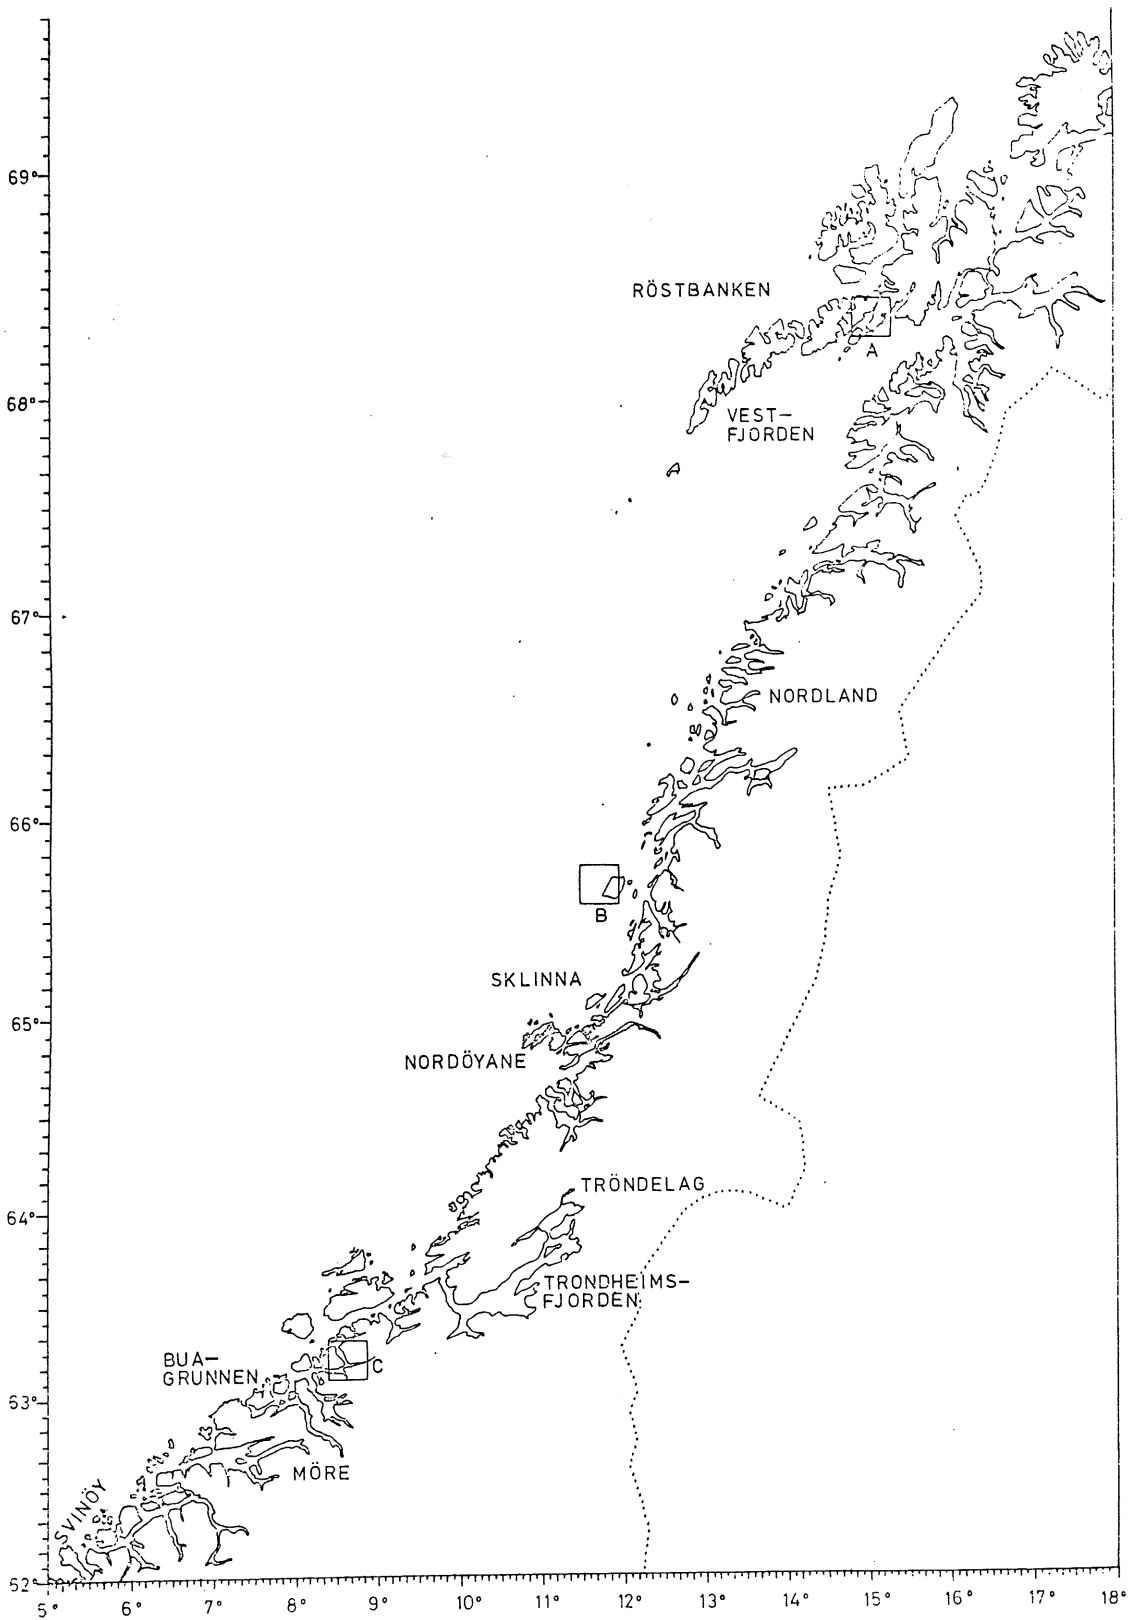 69°
RÖSTBANKEN
A
68°
VEST-
FJORDEN
67°
NORDLAND
66°
B
SKLINNA
65°
NORDÖYANE
TRÖNDELAG
64°
TRONDHEIMS-
FJORDEN
BUA-
GRUNNEN
C
63°
MÖRE
SVINÖY
62°
5° 6° 7° 8° 9° 10° 11° 12° 13° 14° 15° 16° 17° 18°